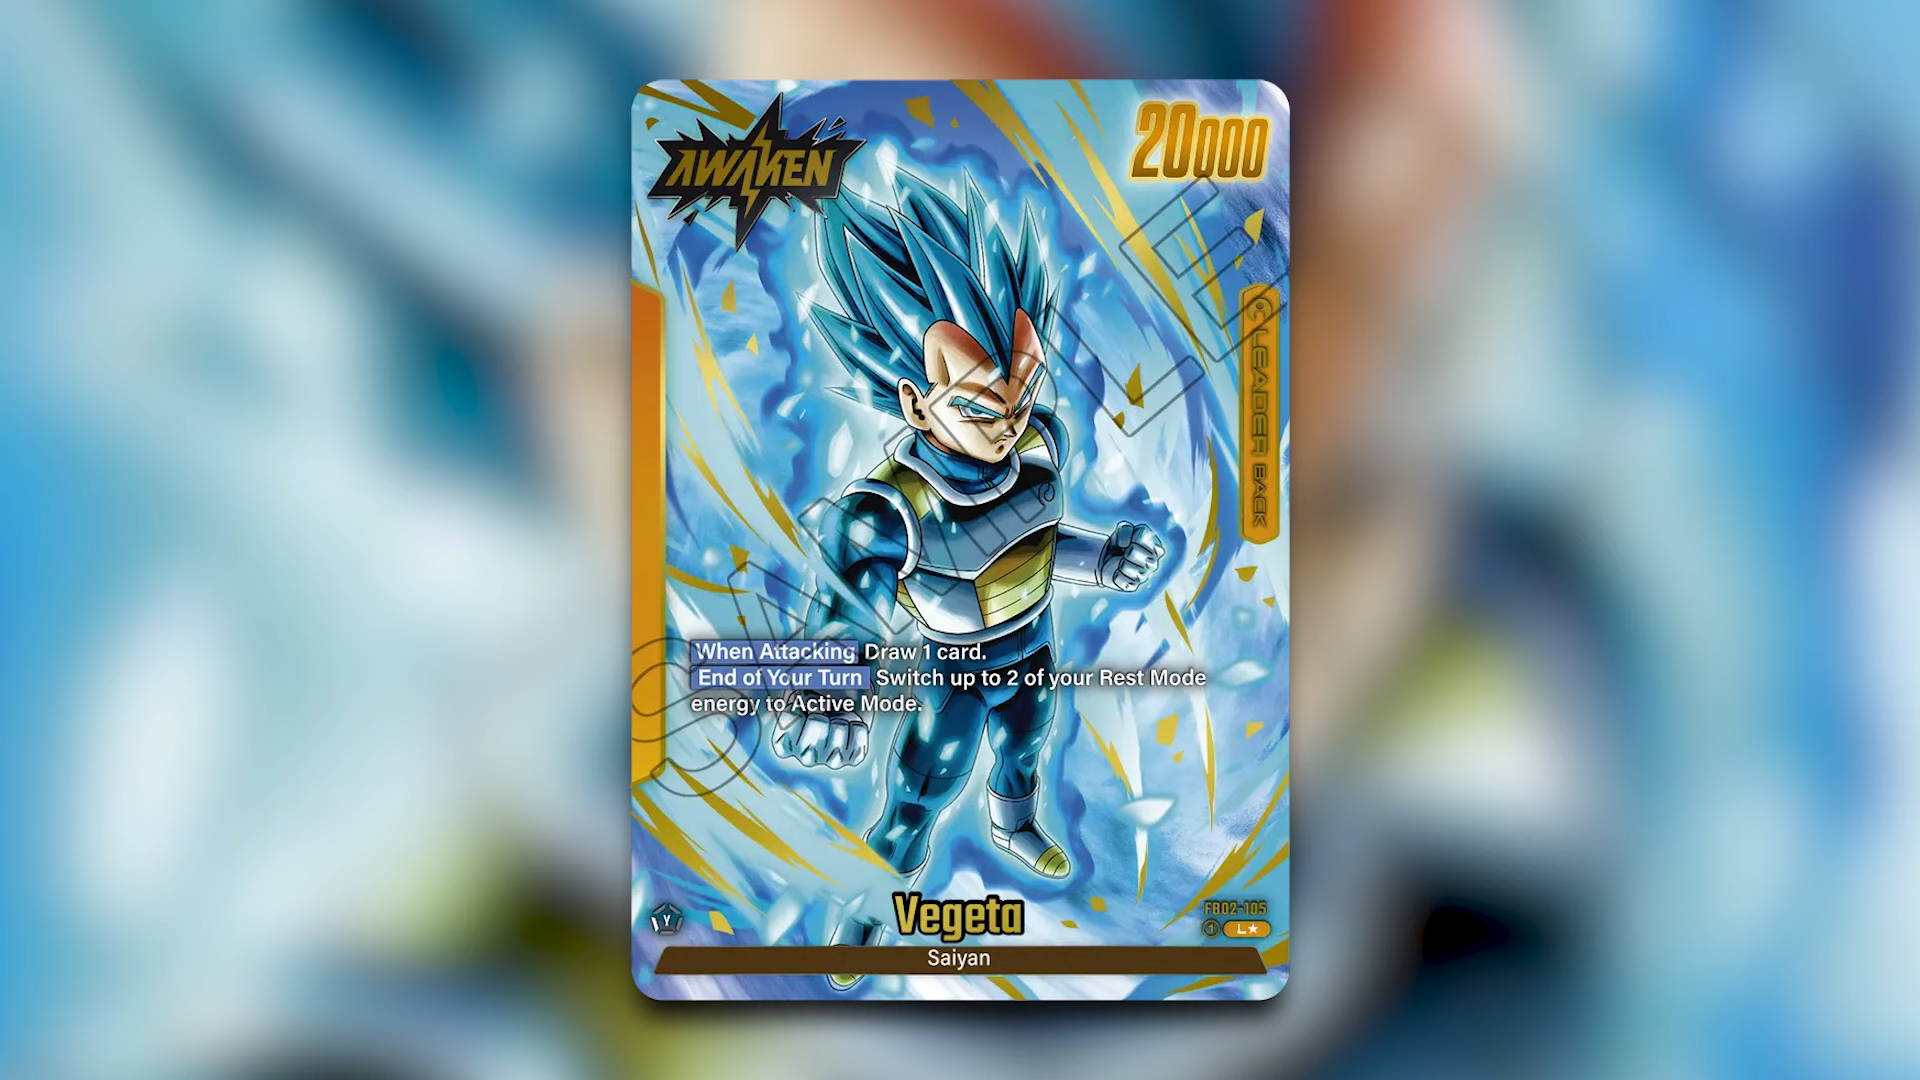 AWAKEN
20000
LEADER BACK
SAMPLE
When Attacking Draw 1 card.
End of Your Turn Switch up to 2 of your Rest Mode
energy to Active Mode.
Y
Vegeta
FB02-105
1 L★
Saiyan